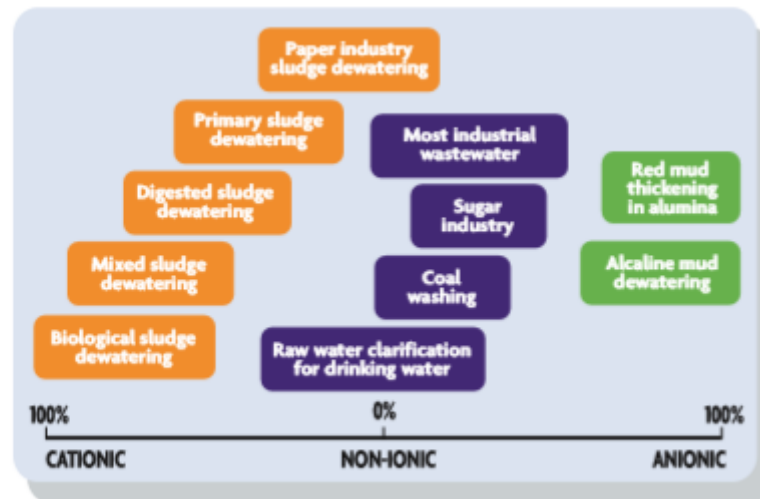 Paper industry
sludge dewatering
Primary sludge
dewatering
Most industrial
wastewater
Red mud
thickening
in alumina
Digested sludge
dewatering
Sugar
industry
Mixed sludge
dewatering
Coal
washing
Alcaline mud
dewatering
Biological sludge
dewatering
Raw water clarification
for drinking water
100%
0%
100%
CATIONIC
NON-IONIC
ANIONIC